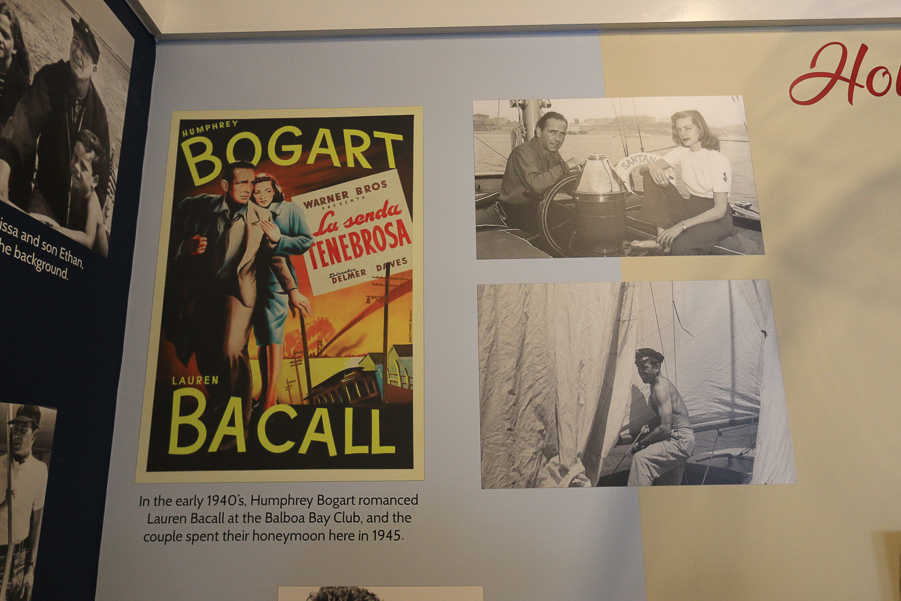 issa and son Ethan,
he background.
HUMPHREY
BOGART
WARNER BROS
PRESENTA
La senda
TENEBROSA
Director
DELMER DAVES
LAUREN
BACALL
In the early 1940's, Humphrey Bogart romanced
Lauren Bacall at the Balboa Bay Club, and the
couple spent their honeymoon here in 1945.
SANTANA
Hol